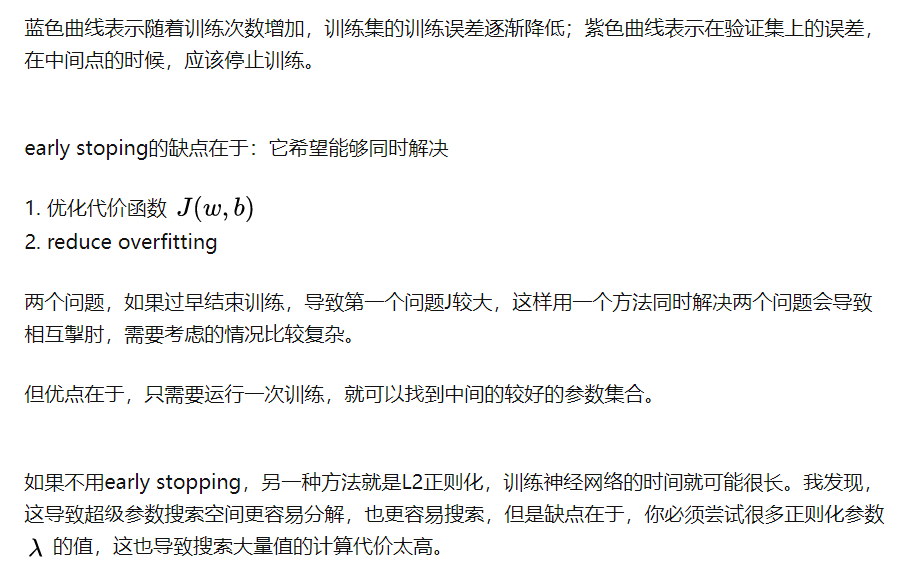 蓝色曲线表示随着训练次数增加，训练集的训练误差逐渐降低；紫色曲线表示在验证集上的误差，
在中间点的时候，应该停止训练。
early stoping的缺点在于：它希望能够同时解决
1. 优化代价函数 J(w,b)
2. reduce overfitting
两个问题，如果过早结束训练，导致第一个问题J较大，这样用一个方法同时解决两个问题会导致
相互掣肘，需要考虑的情况比较复杂。
但优点在于，只需要运行一次训练，就可以找到中间的较好的参数集合。
如果不用early stopping，另一种方法就是L2正则化，训练神经网络的时间就可能很长。我发现，
这导致超级参数搜索空间更容易分解，也更容易搜索，但是缺点在于，你必须尝试很多正则化参数
λ 的值，这也导致搜索大量值的计算代价太高。